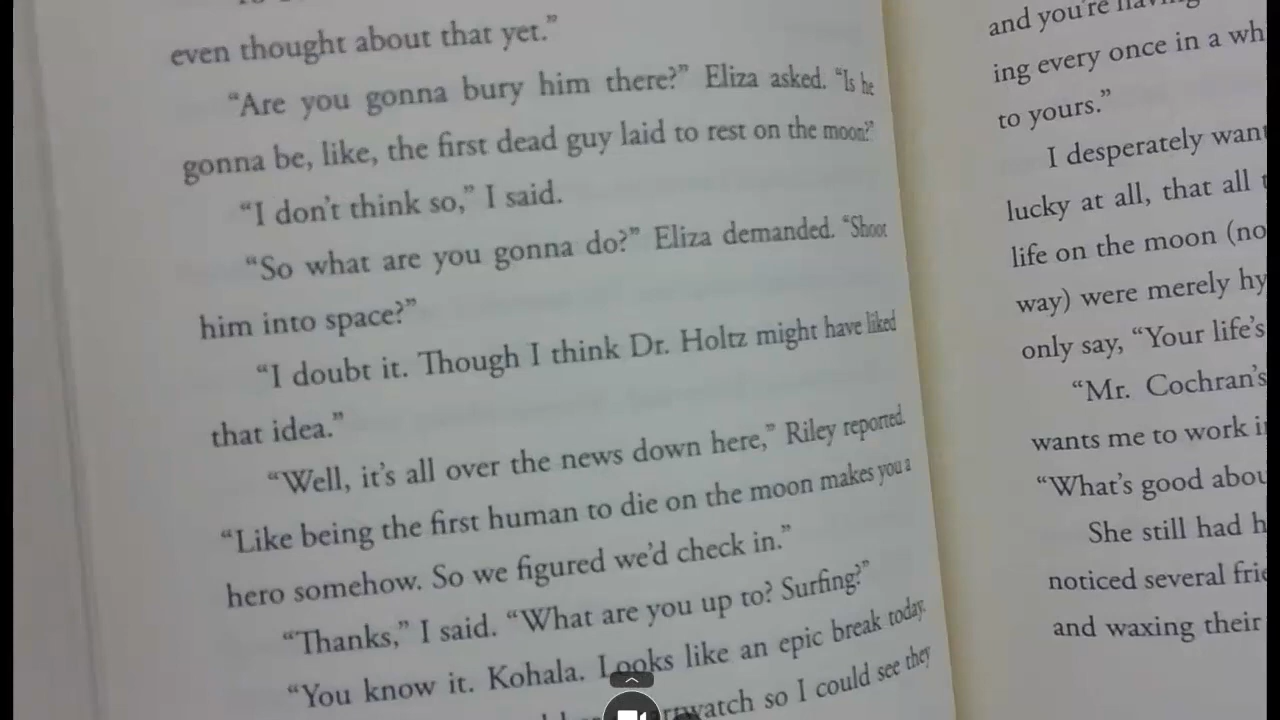 even thought about that yet.”
“Are you gonna bury him there?” Eliza asked. “Is he
gonna be, like, the first dead guy laid to rest on the moon?”
“I don’t think so,” I said.
“So what are you gonna do?” Eliza demanded. “Shoot
him into space?”
“I doubt it. Though I think Dr. Holtz might have liked
that idea.”
“Well, it’s all over the news down here,” Riley reported.
“Like being the first human to die on the moon makes you a
hero somehow. So we figured we’d check in.”
“Thanks,” I said. “What are you up to? Surfing?”
“You know it. Kohala. Looks like an epic break today.
so I could see they
and you’re
ing every once in a wh
to yours.”
I desperately want
lucky at all, that all t
life on the moon (no
way) were merely hy
only say, “Your life’s
“Mr. Cochran’s
wants me to work i
“What’s good abou
She still had h
noticed several frie
and waxing their